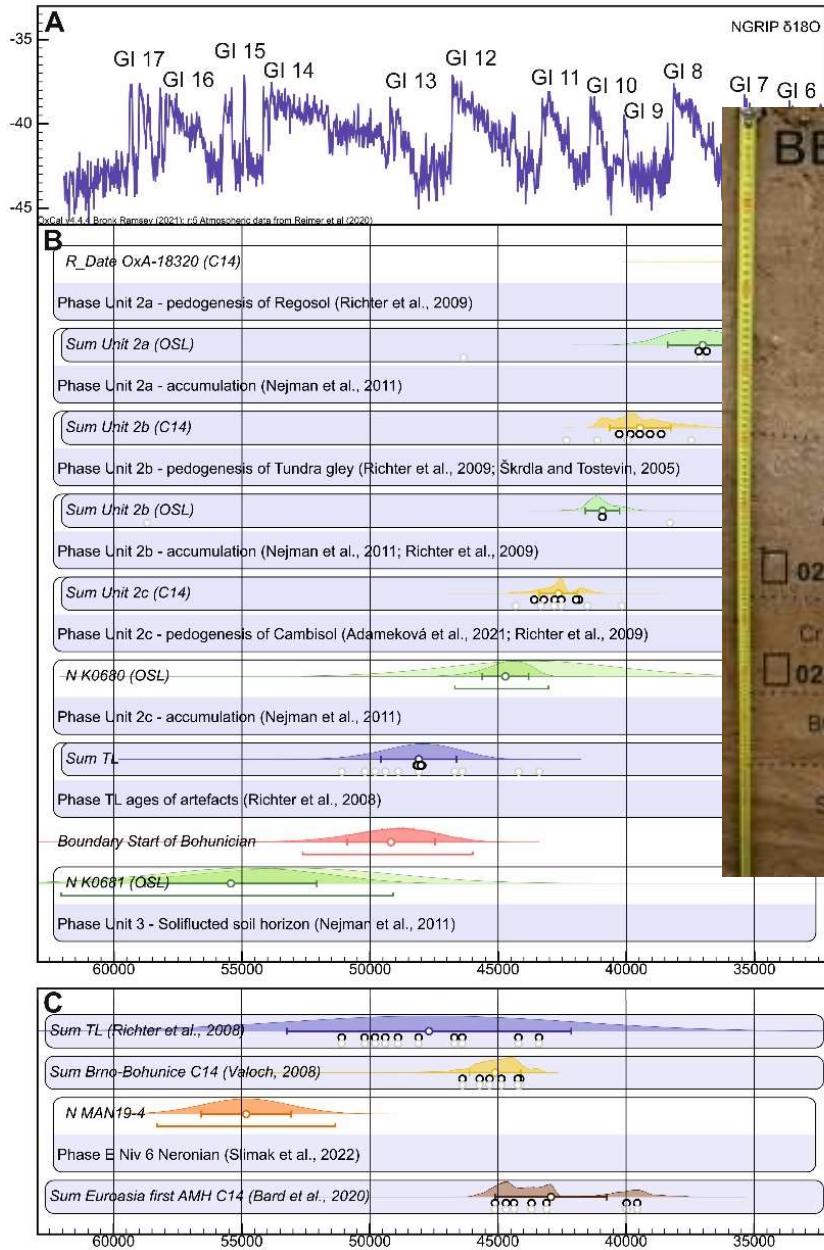 A
NGRIP δ18O
-35
-40
-45
GI 17
GI 16
GI 15
GI 14
GI 13
GI 12
GI 11
GI 10
GI 9
GI 8
GI 7
GI 6
OxCal v4.4.4 Bronk Ramsey (2021); r:5 Atmospheric data from Reimer et al (2020)
B
R_Date OxA-18320 (C14)
Phase Unit 2a - pedogenesis of Regosol (Richter et al., 2009)
Sum Unit 2a (OSL)
Phase Unit 2a - accumulation (Nejman et al., 2011)
Sum Unit 2b (C14)
Phase Unit 2b - pedogenesis of Tundra gley (Richter et al., 2009; Škrdla and Tostevin, 2005)
Sum Unit 2b (OSL)
Phase Unit 2b - accumulation (Nejman et al., 2011; Richter et al., 2009)
Sum Unit 2c (C14)
Phase Unit 2c - pedogenesis of Cambisol (Adameková et al., 2021; Richter et al., 2009)
N K0680 (OSL)
Phase Unit 2c - accumulation (Nejman et al., 2011)
Sum TL
Phase TL ages of artefacts (Richter et al., 2008)
Boundary Start of Bohunician
N K0681 (OSL)
Phase Unit 3 - Soliflucted soil horizon (Nejman et al., 2011)
60000 55000 50000 45000 40000 35000
BE
02
Cr
02
C
Sum TL (Richter et al., 2008)
Sum Brno-Bohunice C14 (Valoch, 2008)
N MAN19-4
Phase E Niv 6 Neronian (Slimak et al., 2022)
Sum Euroasia first AMH C14 (Bard et al., 2020)
60000 55000 50000 45000 40000 35000